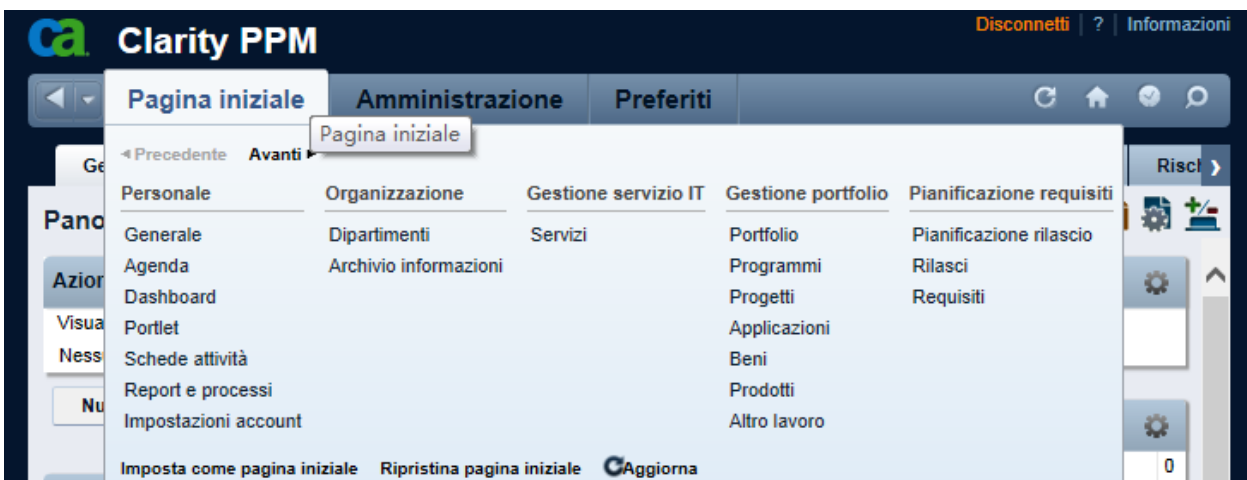 ca Clarity PPM
Disconnetti | ? | Informazioni
Pagina iniziale Amministrazione Preferiti
Pagina iniziale
Precedente Avanti
Personale Organizzazione Gestione servizio IT Gestione portfolio Pianificazione requisiti
Generale Dipartimenti Servizi Portfolio Pianificazione rilascio
Agenda Archivio informazioni Programmi Rilasci
Dashboard Progetti Requisiti
Portlet Applicazioni
Schede attività Beni
Report e processi Prodotti
Impostazioni account Altro lavoro
Imposta come pagina iniziale Ripristina pagina iniziale Aggiorna
Ge
Pano
Azior
Visua
Ness
Nu
0